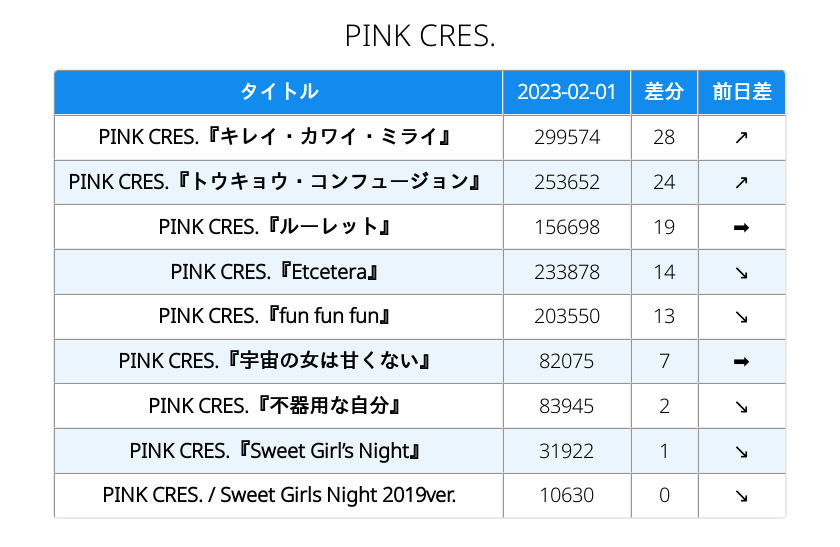 PINK CRES.
タイトル 2023-02-01 差分 前日差
PINK CRES.『キレイ・カワイ・ミライ』 299574 28 ↗
PINK CRES.『トウキョウ・コンフュージョン』 253652 24 ↗
PINK CRES.『ルーレット』 156698 19 ➡
PINK CRES.『Etcetera』 233878 14 ↘
PINK CRES.『fun fun fun』 203550 13 ↘
PINK CRES.『宇宙の女は甘くない』 82075 7 ➡
PINK CRES.『不器用な自分』 83945 2 ↘
PINK CRES.『Sweet Girl’s Night』 31922 1 ↘
PINK CRES. / Sweet Girls Night 2019ver. 10630 0 ↘